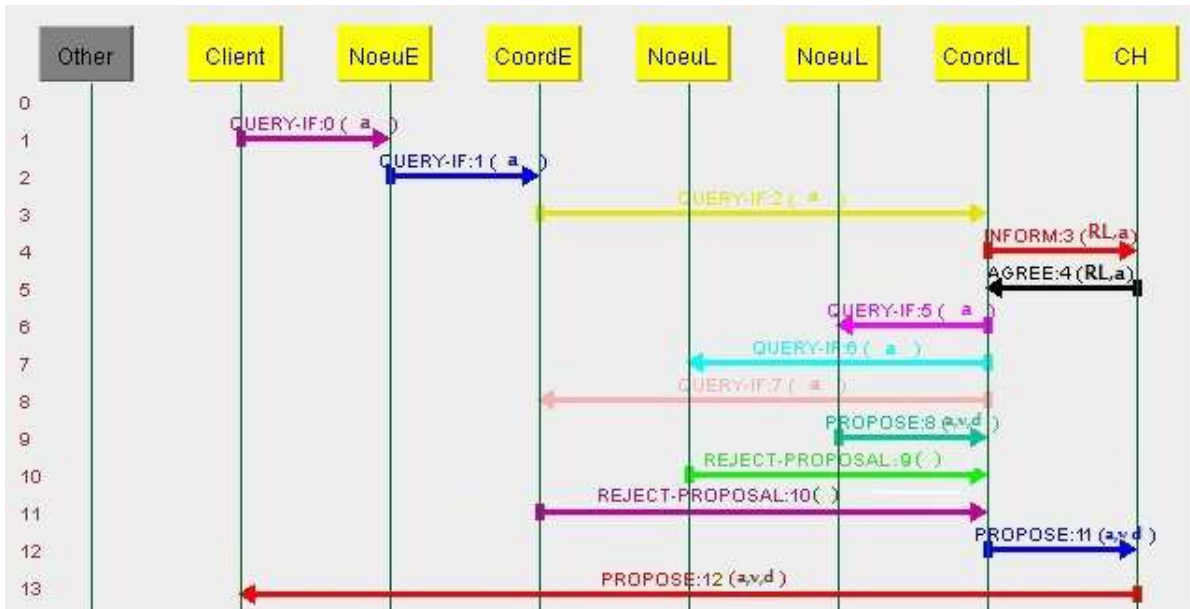 Other Client NoeuE CoordE NoeuL NoeuL CoordL CH
0
QUERY-IF:0 ( a )
1
QUERY-IF:1 ( a )
2
QUERY-IF:2 ( a )
3
INFORM:3 (RL,a)
4
AGREE:4 (RL,a)
5
QUERY-IF:5 ( a )
6
QUERY-IF:6 ( a )
7
QUERY-IF:7 ( a )
8
PROPOSE:8 (a,v,d )
9
REJECT-PROPOSAL:9( )
10
REJECT-PROPOSAL:10( )
11
PROPOSE:11 (a,v,d )
12
PROPOSE:12 (a,v,d)
13